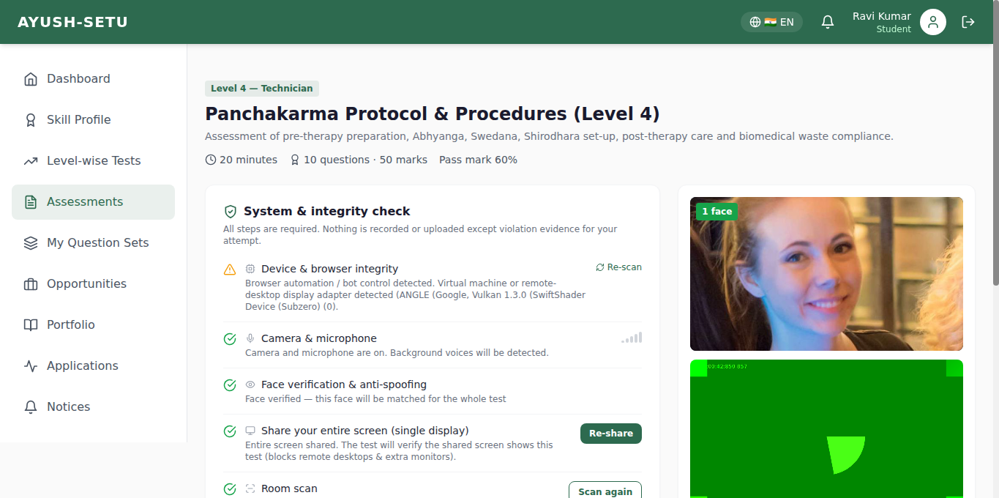 AYUSH-SETU
🇮🇳 EN
Ravi Kumar
Student
Dashboard
Skill Profile
Level-wise Tests
Assessments
My Question Sets
Opportunities
Portfolio
Applications
Notices
Level 4 — Technician
Panchakarma Protocol & Procedures (Level 4)
Assessment of pre-therapy preparation, Abhyanga, Swedana, Shirodhara set-up, post-therapy care and biomedical waste compliance.
20 minutes 10 questions · 50 marks Pass mark 60%
System & integrity check
All steps are required. Nothing is recorded or uploaded except violation evidence for your
attempt.
Device & browser integrity
Re-scan
Browser automation / bot control detected. Virtual machine or remote-
desktop display adapter detected (ANGLE (Google, Vulkan 1.3.0 (SwiftShader
Device (Subzero) (0).
Camera & microphone
Camera and microphone are on. Background voices will be detected.
Face verification & anti-spoofing
Face verified — this face will be matched for the whole test
Share your entire screen (single display)
Re-share
Entire screen shared. The test will verify the shared screen shows this
test (blocks remote desktops & extra monitors).
Room scan
Scan again
1 face
00:42:850 857